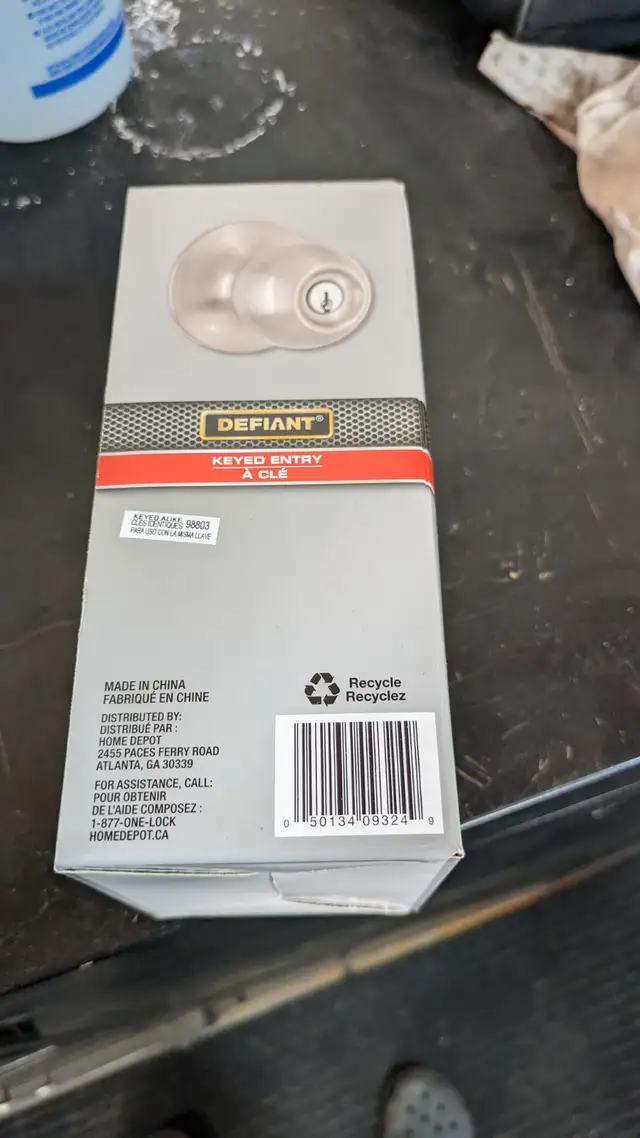 DEFIANT®
KEYED ENTRY
À CLÉ
KEYED ALIKE
CLES IDENTIQUES 98803
PARA USO CON LA MISMA LLAVE
MADE IN CHINA
FABRIQUÉ EN CHINE
DISTRIBUTED BY:
DISTRIBUÉ PAR :
HOME DEPOT
2455 PACES FERRY ROAD
ATLANTA, GA 30339
FOR ASSISTANCE, CALL:
POUR OBTENIR
DE L'AIDE COMPOSEZ :
1-877-ONE-LOCK
HOMEDEPOT.CA
Recycle
Recyclez
0 50134 09324 9